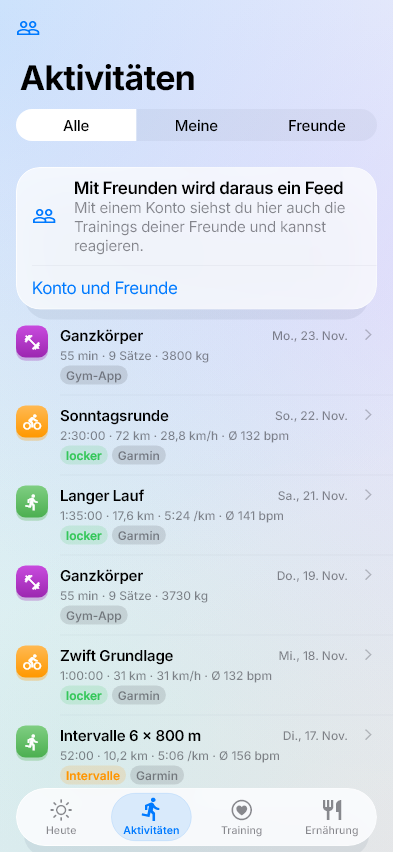 Aktivitäten
Alle Meine Freunde
Mit Freunden wird daraus ein Feed
Mit einem Konto siehst du hier auch die
Trainings deiner Freunde und kannst
reagieren.
Konto und Freunde
Ganzkörper Mo., 23. Nov.
55 min · 9 Sätze · 3800 kg
Gym-App
Sonntagsrunde So., 22. Nov.
2:30:00 · 72 km · 28,8 km/h · Ø 132 bpm
locker Garmin
Langer Lauf Sa., 21. Nov.
1:35:00 · 17,6 km · 5:24 /km · Ø 141 bpm
locker Garmin
Ganzkörper Do., 19. Nov.
55 min · 9 Sätze · 3730 kg
Gym-App
Zwift Grundlage Mi., 18. Nov.
1:00:00 · 31 km · 31 km/h · Ø 132 bpm
locker Garmin
Intervalle 6 × 800 m Di., 17. Nov.
52:00 · 10,2 km · 5:06 /km · Ø 156 bpm
Intervalle Garmin
Heute Aktivitäten Training Ernährung